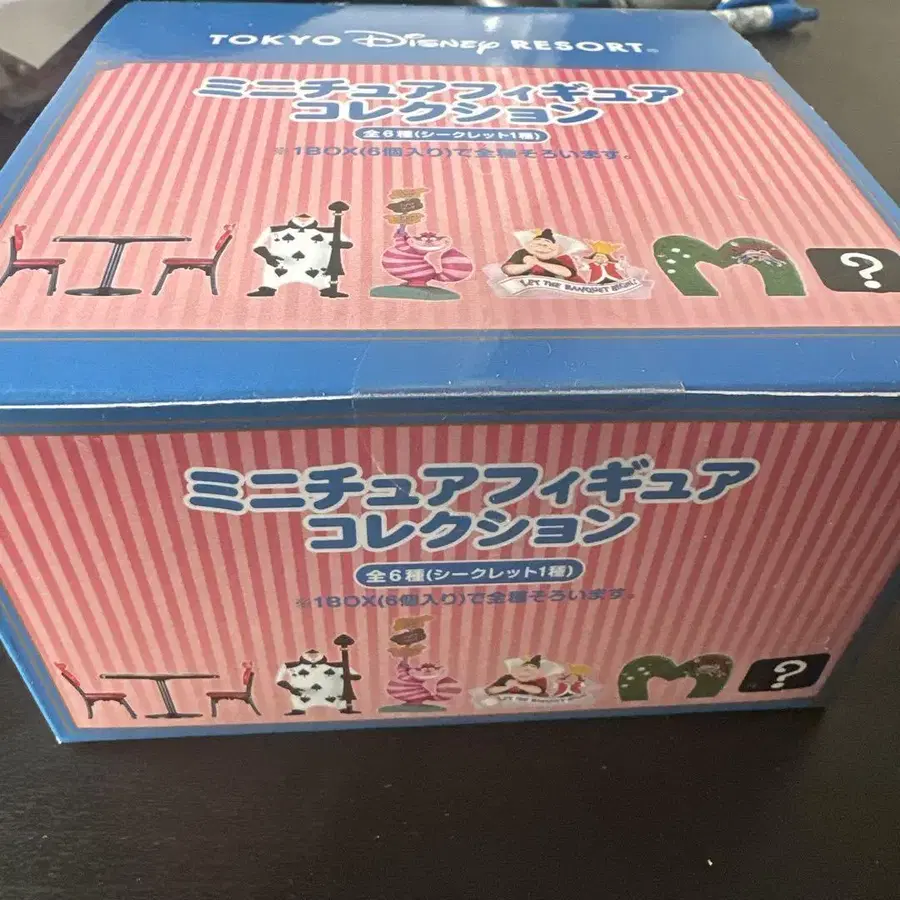 TOKYO Disney RESORT®
ミニチュアフィギュア
コレクション
全6種(シークレット1種)
※1BOX(6個入り)で全種そろいます。
LET THE BANQUET BEGIN!
?
ミニチュアフィギュア
コレクション
全6種(シークレット1種)
※1BOX(6個入り)で全種そろいます。
?